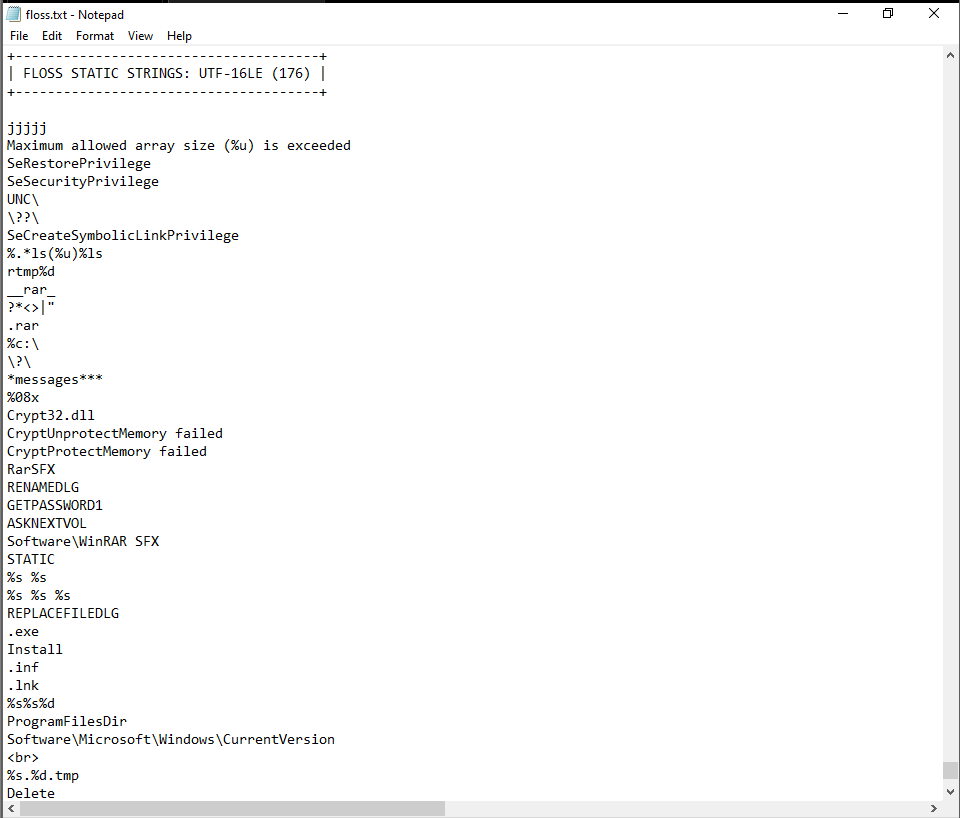 floss.txt - Notepad
File Edit Format View Help
+--------------------------------------+
| FLOSS STATIC STRINGS: UTF-16LE (176) |
+--------------------------------------+
jjjjj
Maximum allowed array size (%u) is exceeded
SeRestorePrivilege
SeSecurityPrivilege
UNC\
\??\
SeCreateSymbolicLinkPrivilege
%.*ls(%u)%ls
rtmp%d
__rar_
?*<>|"
.rar
%c:\
\?\
*messages***
%08x
Crypt32.dll
CryptUnprotectMemory failed
CryptProtectMemory failed
RarSFX
RENAMEDLG
GETPASSWORD1
ASKNEXTVOL
Software\WinRAR SFX
STATIC
%s %s
%s %s %s
REPLACEFILEDLG
.exe
Install
.inf
.lnk
%s%s%d
ProgramFilesDir
Software\Microsoft\Windows\CurrentVersion
<br>
%s.%d.tmp
Delete